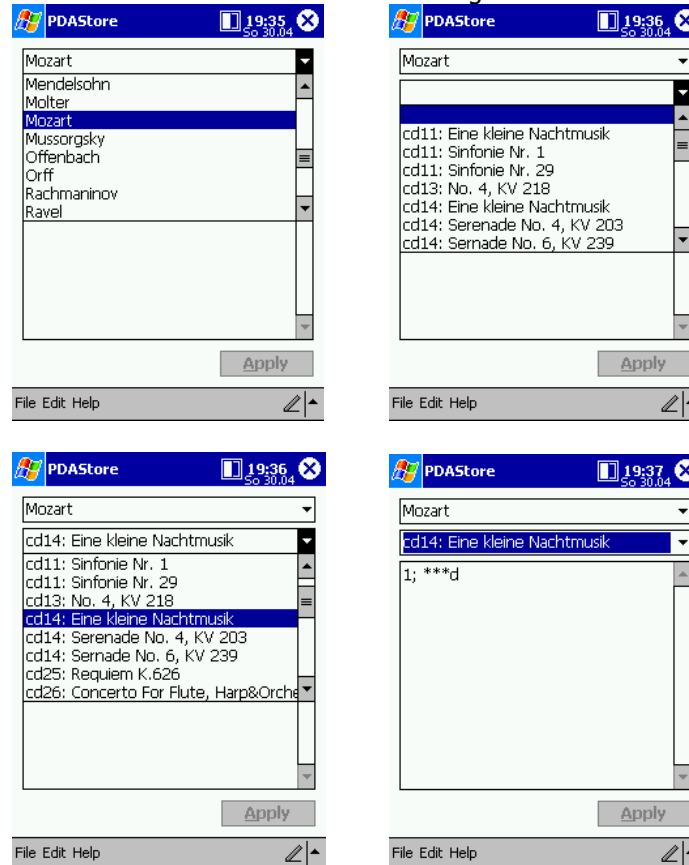 PDAStore 19:35
So 30.04
Mozart
Mendelsohn
Molter
Mozart
Mussorgsky
Offenbach
Orff
Rachmaninov
Ravel
Apply
File Edit Help
PDAStore 19:36
So 30.04
Mozart
cd11: Eine kleine Nachtmusik
cd11: Sinfonie Nr. 1
cd11: Sinfonie Nr. 29
cd13: No. 4, KV 218
cd14: Eine kleine Nachtmusik
cd14: Serenade No. 4, KV 203
cd14: Sernade No. 6, KV 239
Apply
File Edit Help
PDAStore 19:36
So 30.04
Mozart
cd14: Eine kleine Nachtmusik
cd11: Sinfonie Nr. 1
cd11: Sinfonie Nr. 29
cd13: No. 4, KV 218
cd14: Eine kleine Nachtmusik
cd14: Serenade No. 4, KV 203
cd14: Sernade No. 6, KV 239
cd25: Requiem K.626
cd26: Concerto For Flute, Harp&Orche
Apply
File Edit Help
PDAStore 19:37
So 30.04
Mozart
cd14: Eine kleine Nachtmusik
1; ***d
Apply
File Edit Help